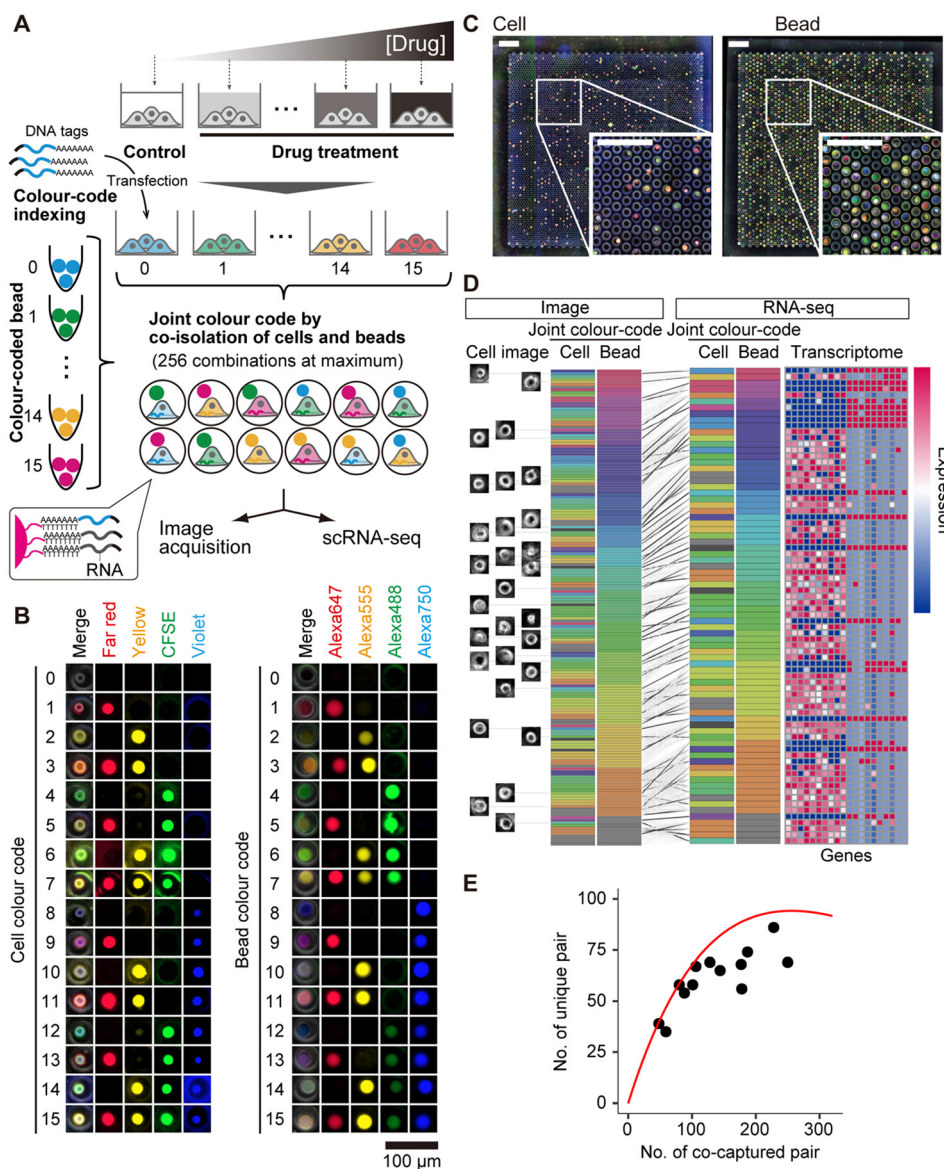 A
[Drug]
DNA tags
AAAAAAA
AAAAAAA
AAAAAAA
Control
Drug treatment
Transfection
Colour-code
indexing
0
1
14
15
Colour-coded bead
0
1
14
15
Joint colour code by
co-isolation of cells and beads
(256 combinations at maximum)
Image
acquisition
scRNA-seq
RNA
B
Merge
Far red
Yellow
CFSE
Violet
Cell colour code
0
1
2
3
4
5
6
7
8
9
10
11
12
13
14
15
Merge
Alexa647
Alexa555
Alexa488
Alexa750
Bead colour code
0
1
2
3
4
5
6
7
8
9
10
11
12
13
14
15
100 µm
C
Cell
Bead
D
Image
RNA-seq
Joint colour-code
Joint colour-code
Cell image
Cell
Bead
Cell
Bead
Transcriptome
Expression
Genes
E
No. of unique pair
100
75
50
25
0
0
100
200
300
No. of co-captured pair